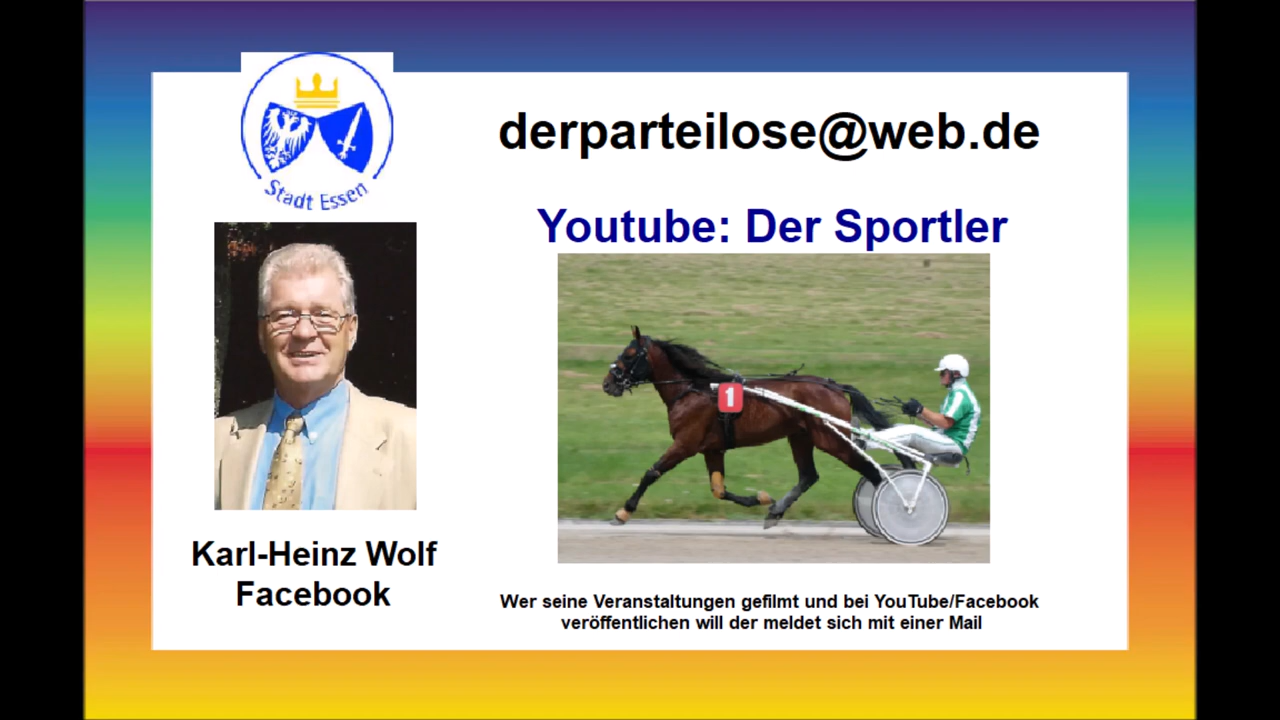 Stadt Essen
derparteilose@web.de
Youtube: Der Sportler
1
Karl-Heinz Wolf
Facebook
Wer seine Veranstaltungen gefilmt und bei YouTube/Facebook
veröffentlichen will der meldet sich mit einer Mail